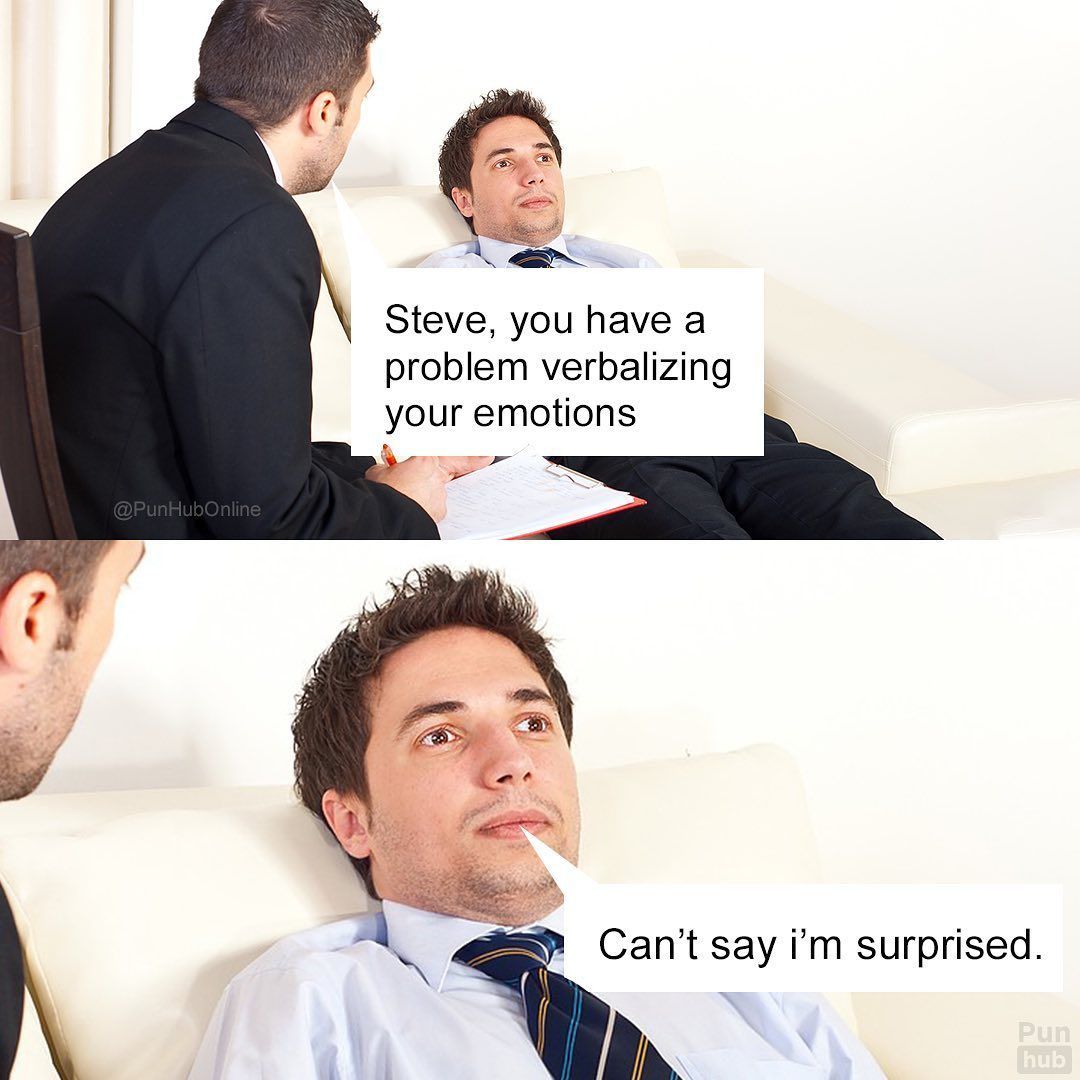 Steve, you have a
problem verbalizing
your emotions
@PunHubOnline
Can’t say i’m surprised.
Pun
hub